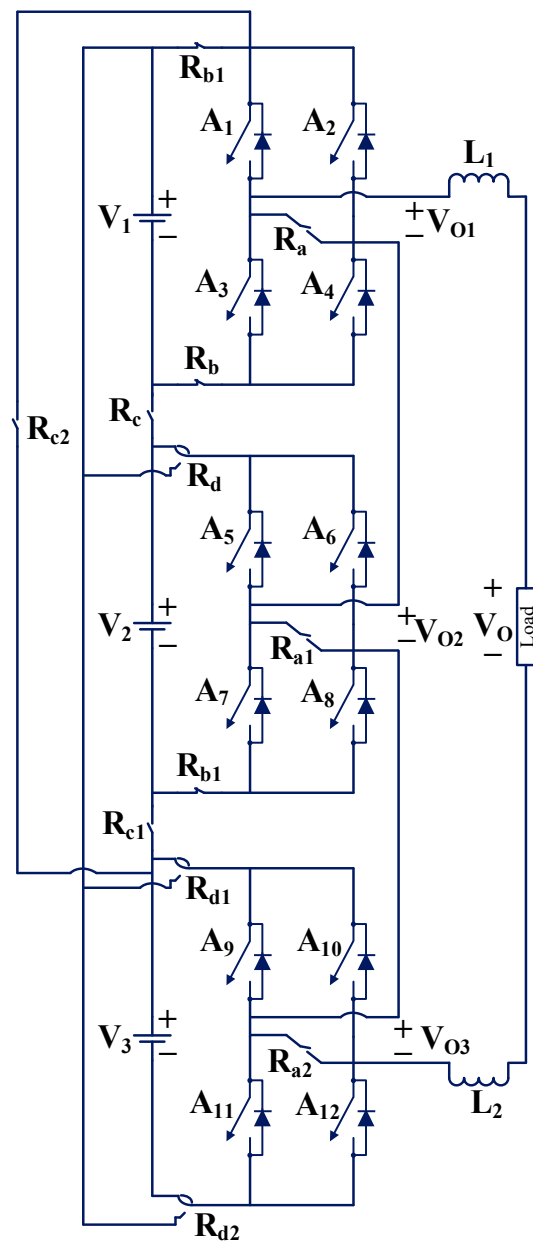 R_b1
A_1
A_2
L_1
V_1
+
−
+
−
V_O1
R_a
A_3
A_4
R_b
R_c
R_c2
R_d
A_5
A_6
V_2
+
−
+
−
V_O2
+
V_O
−
Load
R_a1
A_7
A_8
R_b1
R_c1
R_d1
A_9
A_10
V_3
+
−
+
−
V_O3
R_a2
L_2
A_11
A_12
R_d2